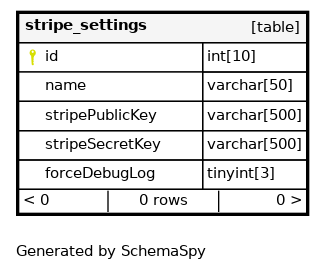 stripe_settings [table]
id int[10]
name varchar[50]
stripePublicKey varchar[500]
stripeSecretKey varchar[500]
forceDebugLog tinyint[3]
< 0 0 rows 0 >
Generated by SchemaSpy